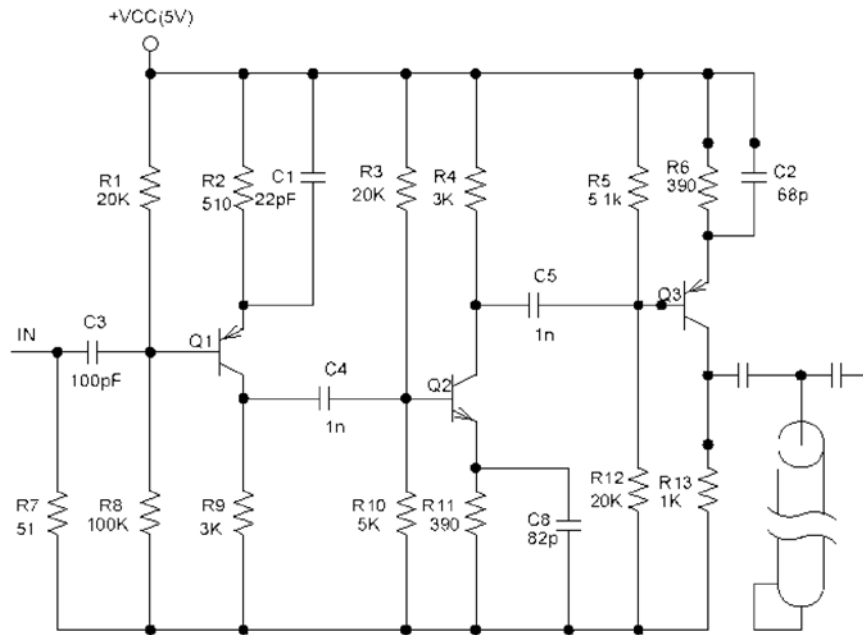 +VCC(5V)
R1
20K
R2
510
C1
22pF
R3
20K
R4
3K
R5
5 1k
R6
390
C2
68p
IN
C3
100pF
Q1
C4
1n
Q2
C5
1n
Q3
R7
51
R8
100K
R9
3K
R10
5K
R11
390
C8
82p
R12
20K
R13
1K